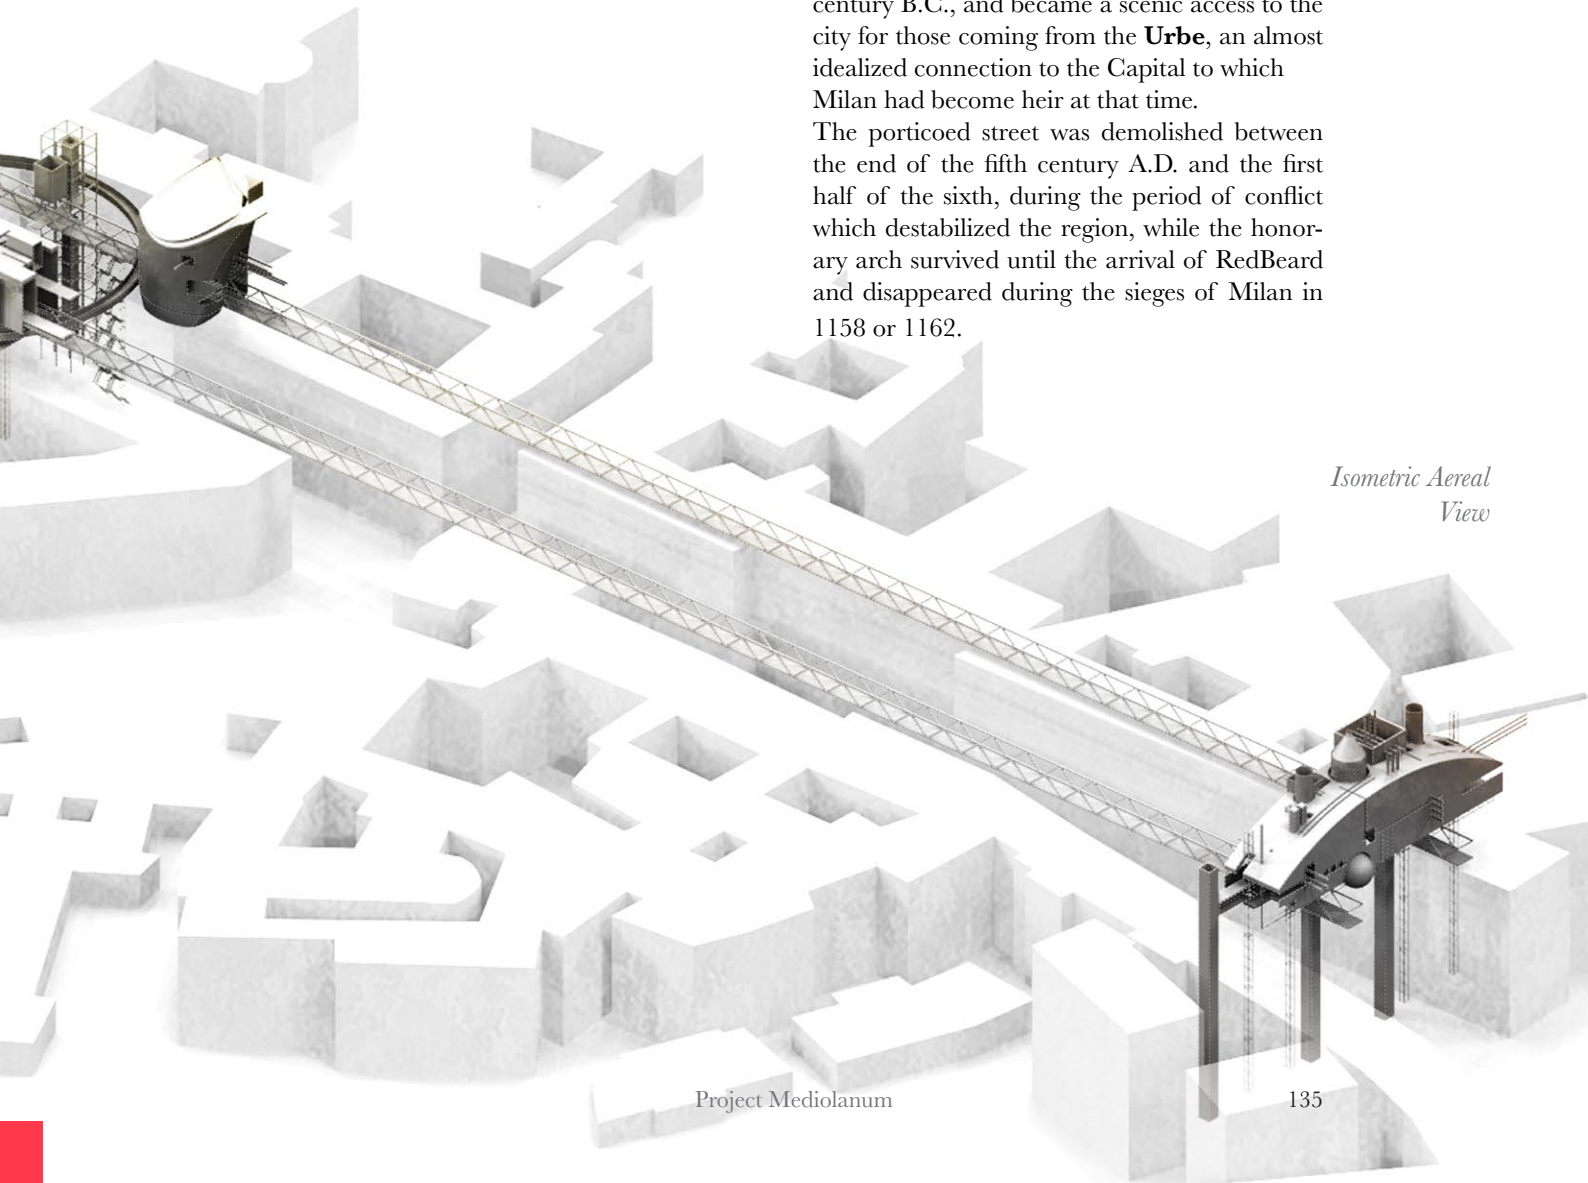 century B.C., and became a scenic access to the
city for those coming from the Urbe, an almost
idealized connection to the Capital to which
Milan had become heir at that time.
The porticoed street was demolished between
the end of the fifth century A.D. and the first
half of the sixth, during the period of conflict
which destabilized the region, while the honor-
ary arch survived until the arrival of RedBeard
and disappeared during the sieges of Milan in
1158 or 1162.
Isometric Aereal
View
Project Mediolanum
135